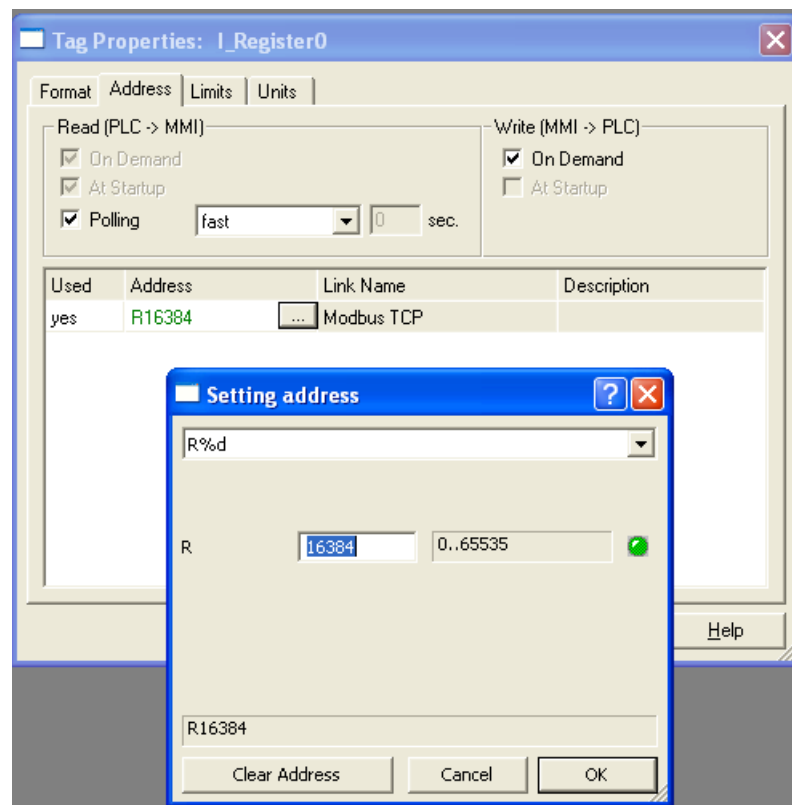 Tag Properties: I_Register0
Format Address Limits Units
Read (PLC -> MMI) Write (MMI -> PLC)
On Demand On Demand
At Startup At Startup
Polling fast 0 sec.
Used Address Link Name Description
yes R16384 ... Modbus TCP
Setting address
R%d
R 16384 0..65535
Help
R16384
Clear Address Cancel OK